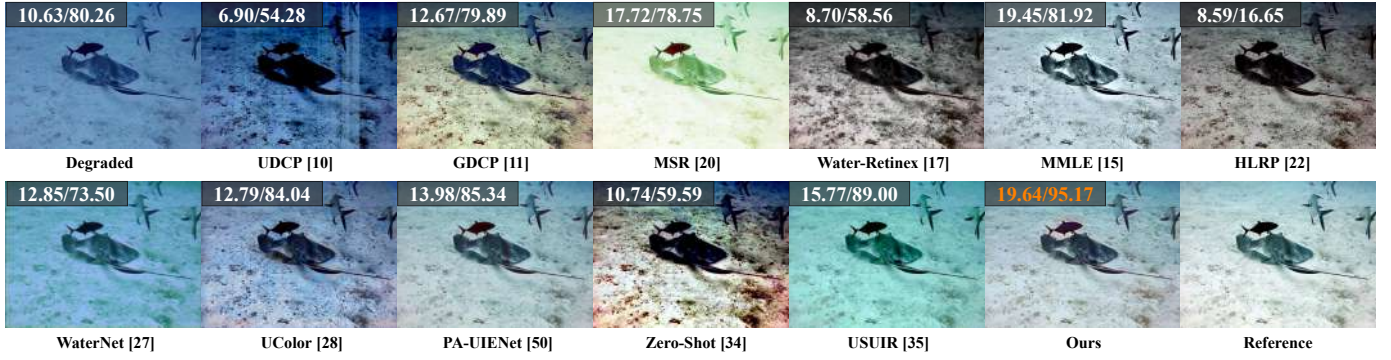 10.63/80.26 6.90/54.28 12.67/79.89 17.72/78.75 8.70/58.56 19.45/81.92 8.59/16.65
Degraded UDCP [10] GDCP [11] MSR [20] Water-Retinex [17] MMLE [15] HLRP [22]
12.85/73.50 12.79/84.04 13.98/85.34 10.74/59.59 15.77/89.00 19.64/95.17
WaterNet [27] UColor [28] PA-UIENet [50] Zero-Shot [34] USUIR [35] Ours Reference